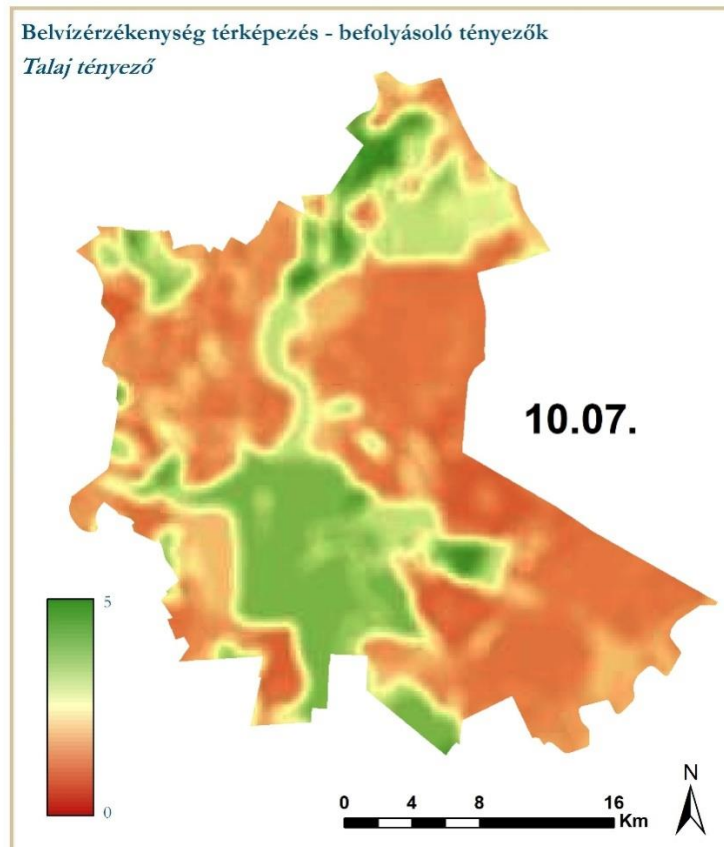 Belvízérzékenység térképezés - befolyásoló tényezők
Talaj tényező
10.07.
5
0
N
0 4 8 16
Km